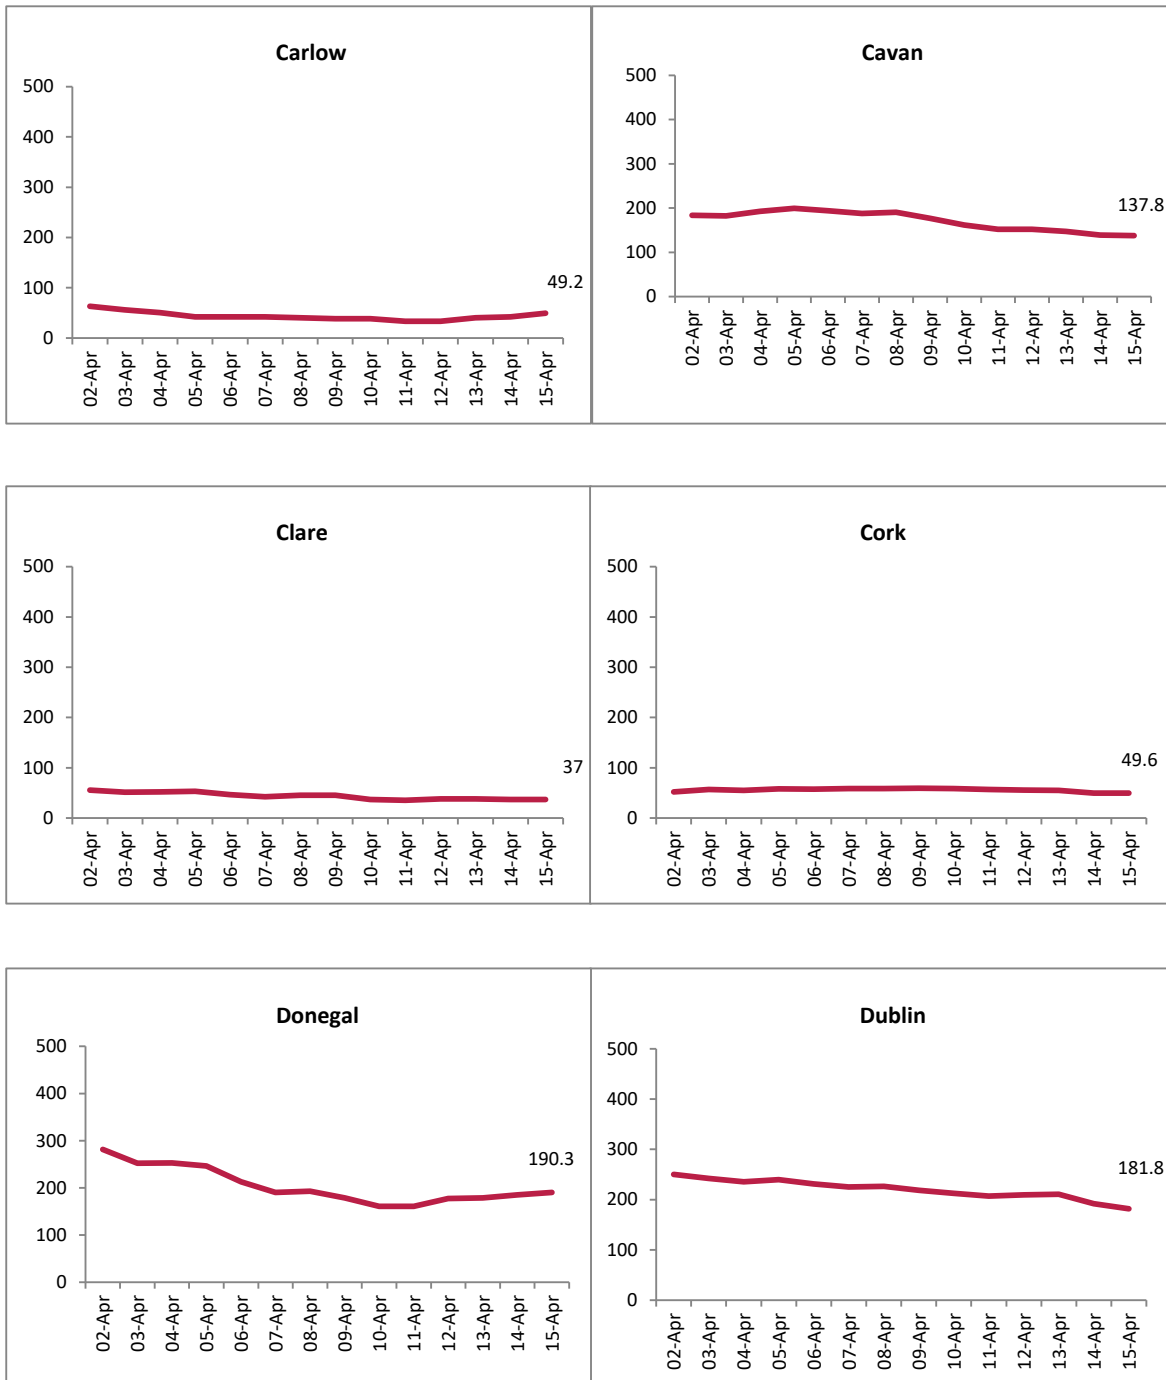 Carlow
500
400
300
200
100
0
49.2
02-Apr
03-Apr
04-Apr
05-Apr
06-Apr
07-Apr
08-Apr
09-Apr
10-Apr
11-Apr
12-Apr
13-Apr
14-Apr
15-Apr
Cavan
500
400
300
200
100
0
137.8
02-Apr
03-Apr
04-Apr
05-Apr
06-Apr
07-Apr
08-Apr
09-Apr
10-Apr
11-Apr
12-Apr
13-Apr
14-Apr
15-Apr
Clare
500
400
300
200
100
0
37
02-Apr
03-Apr
04-Apr
05-Apr
06-Apr
07-Apr
08-Apr
09-Apr
10-Apr
11-Apr
12-Apr
13-Apr
14-Apr
15-Apr
Cork
500
400
300
200
100
0
49.6
02-Apr
03-Apr
04-Apr
05-Apr
06-Apr
07-Apr
08-Apr
09-Apr
10-Apr
11-Apr
12-Apr
13-Apr
14-Apr
15-Apr
Donegal
500
400
300
200
100
0
190.3
02-Apr
03-Apr
04-Apr
05-Apr
06-Apr
07-Apr
08-Apr
09-Apr
10-Apr
11-Apr
12-Apr
13-Apr
14-Apr
15-Apr
Dublin
500
400
300
200
100
0
181.8
02-Apr
03-Apr
04-Apr
05-Apr
06-Apr
07-Apr
08-Apr
09-Apr
10-Apr
11-Apr
12-Apr
13-Apr
14-Apr
15-Apr